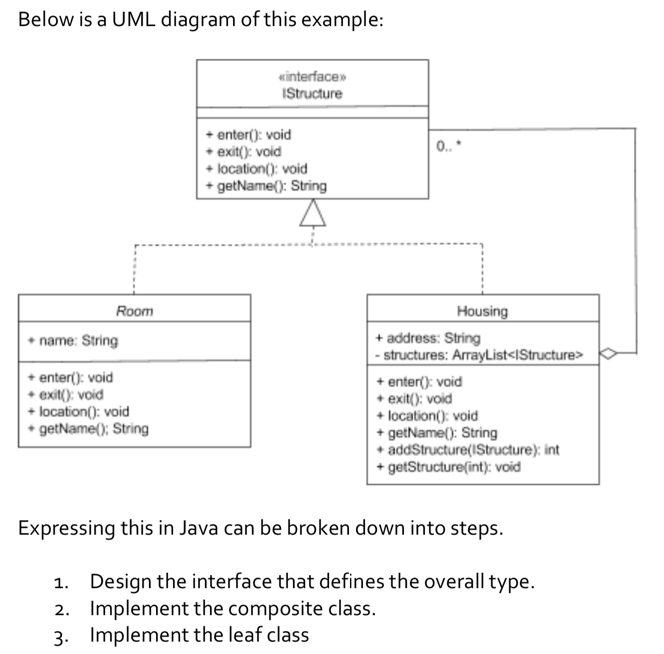 Below is a UML diagram of this example:
«interface»
IStructure
+ enter(): void
+ exit(): void
+ location(): void
+ getName(): String
0.. *
Room
+ name: String
+ enter(): void
+ exit(): void
+ location(): void
+ getName(); String
Housing
+ address: String
- structures: ArrayList<IStructure>
+ enter(): void
+ exit(): void
+ location(): void
+ getName(): String
+ addStructure(IStructure): int
+ getStructure(int): void
Expressing this in Java can be broken down into steps.
1. Design the interface that defines the overall type.
2. Implement the composite class.
3. Implement the leaf class